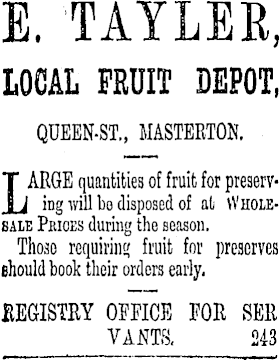 E. TAYLER,
LOCAL FRUIT DEPOT,
QUEEN-ST., MASTERTON.
LARGE quantities of fruit for preserv-
ing will be disposed of at WHOLE-
SALE PRICES during the season.
Those requiring fruit for preserves
should book their orders early.
REGISTRY OFFICE FOR SER
VANTS. 243